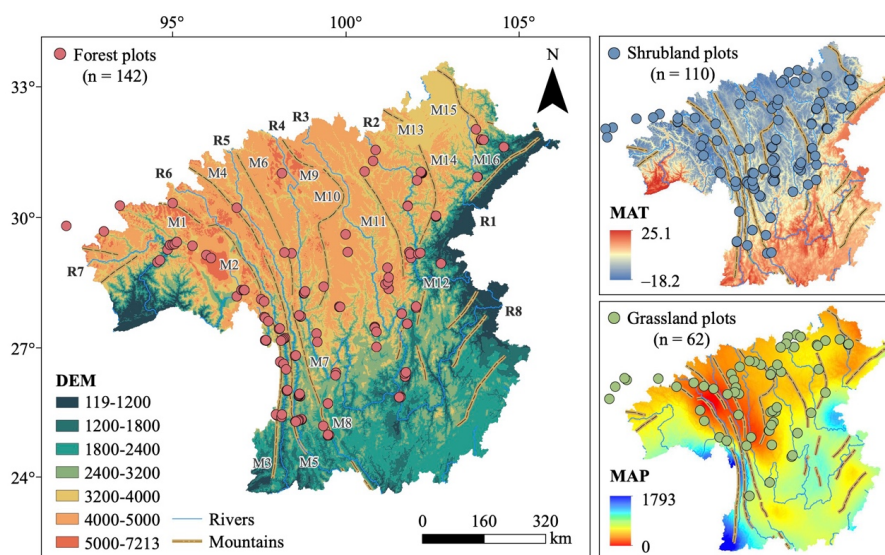 95° 100° 105°
Forest plots
(n = 142)
N
33°
30°
27°
24°
R3
R4
R5
R6
R2
M15
M13
M6
M4
M9
M14
M16
M10
M1
M11
R1
R7
M2
M12
R8
M7
M8
M3
M5
DEM
119-1200
1200-1800
1800-2400
2400-3200
3200-4000
4000-5000
5000-7213
Rivers
Mountains
0 160 320
km
Shrubland plots
(n = 110)
MAT
25.1
−18.2
Grassland plots
(n = 62)
MAP
1793
0